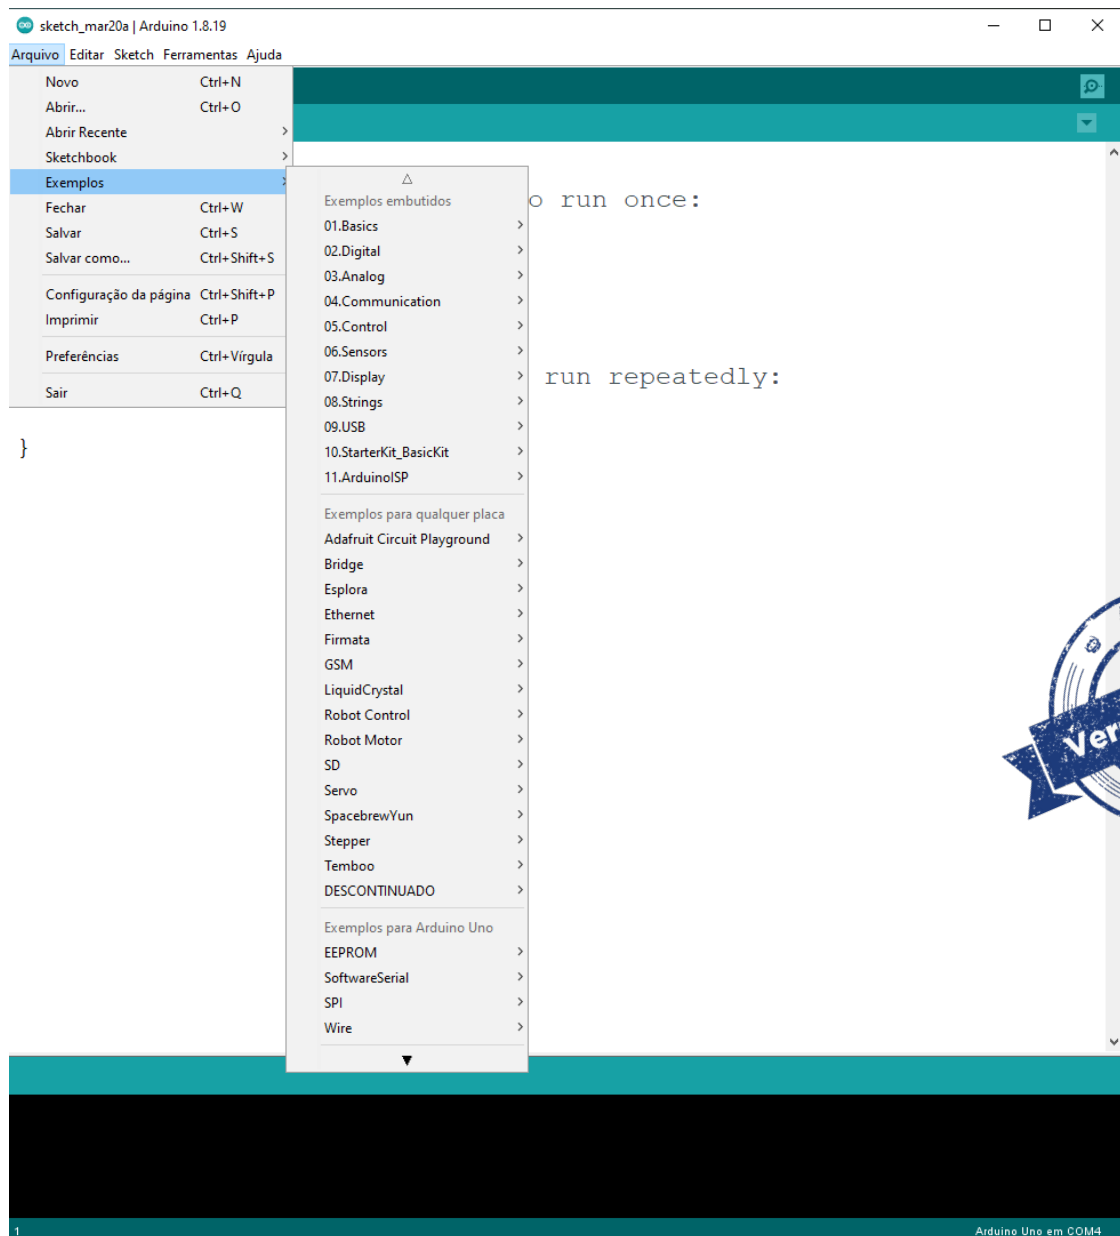 sketch_mar20a | Arduino 1.8.19
Arquivo Editar Sketch Ferramentas Ajuda
Novo Ctrl+N
Abrir... Ctrl+O
Abrir Recente
Sketchbook
Exemplos
Fechar Ctrl+W
Salvar Ctrl+S
Salvar como... Ctrl+Shift+S
Configuração da página Ctrl+Shift+P
Imprimir Ctrl+P
Preferências Ctrl+Vírgula
Sair Ctrl+Q
Exemplos embutidos
01.Basics
02.Digital
03.Analog
04.Communication
05.Control
06.Sensors
07.Display
08.Strings
09.USB
10.StarterKit_BasicKit
11.ArduinoISP
Exemplos para qualquer placa
Adafruit Circuit Playground
Bridge
Esplora
Ethernet
Firmata
GSM
LiquidCrystal
Robot Control
Robot Motor
SD
Servo
SpacebrewYun
Stepper
Temboo
DESCONTINUADO
Exemplos para Arduino Uno
EEPROM
SoftwareSerial
SPI
Wire
o run once:
run repeatedly:
}
1
Arduino Uno em COM4